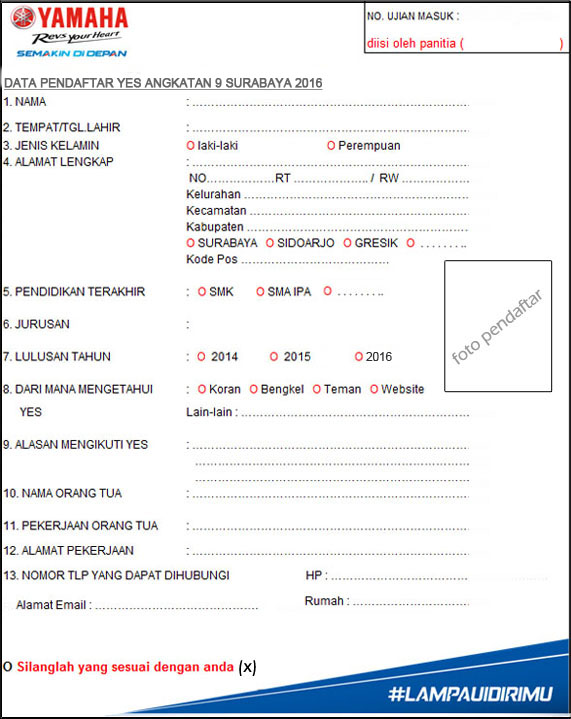 YAMAHA
Revs Your Heart
SEMAKIN DI DEPAN
NO. UJIAN MASUK :
diisi oleh panitia ( )
DATA PENDAFTAR YES ANGKATAN 9 SURABAYA 2016
1. NAMA : ........................................................................
2. TEMPAT/TGL.LAHIR : ........................................................................
3. JENIS KELAMIN O laki-laki O Perempuan
4. ALAMAT LENGKAP : ........................................................................
NO..................RT .................... / RW .................
Kelurahan ..........................................................
Kecamatan .........................................................
Kabupaten ..........................................................
O SURABAYA O SIDOARJO O GRESIK O .........
Kode Pos ......................................
5. PENDIDIKAN TERAKHIR : O SMK O SMA IPA O .........
foto pendaftar
6. JURUSAN :
7. LULUSAN TAHUN : O 2014 O 2015 O 2016
8. DARI MANA MENGETAHUI : O Koran O Bengkel O Teman O Website
YES Lain-lain : ..........................................................
9. ALASAN MENGIKUTI YES : ........................................................................
........................................................................
........................................................................
10. NAMA ORANG TUA : ........................................................................
11. PEKERJAAN ORANG TUA : ........................................................................
12. ALAMAT PEKERJAAN : ........................................................................
13. NOMOR TLP YANG DAPAT DIHUBUNGI HP : ..............................
Alamat Email : ............................................ Rumah : ..............................
O Silanglah yang sesuai dengan anda (x)
#LAMPAUIDIRIMU